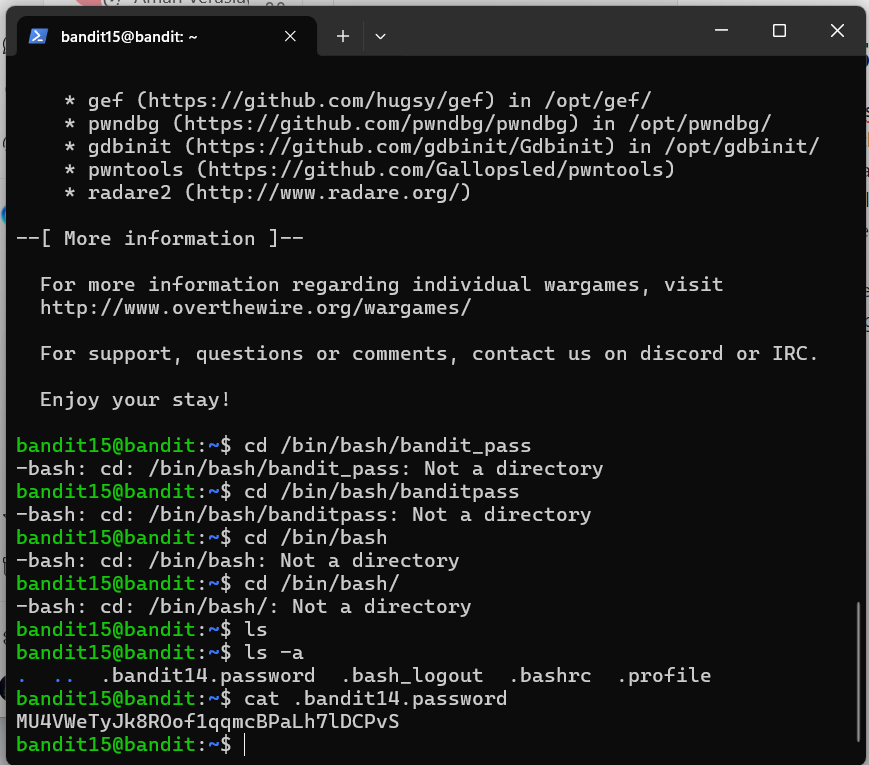 bandit15@bandit: ~
* gef (https://github.com/hugsy/gef) in /opt/gef/
* pwndbg (https://github.com/pwndbg/pwndbg) in /opt/pwndbg/
* gdbinit (https://github.com/gdbinit/Gdbinit) in /opt/gdbinit/
* pwntools (https://github.com/Gallopsled/pwntools)
* radare2 (http://www.radare.org/)
--[ More information ]--
For more information regarding individual wargames, visit
http://www.overthewire.org/wargames/
For support, questions or comments, contact us on discord or IRC.
Enjoy your stay!
bandit15@bandit:~$ cd /bin/bash/bandit_pass
-bash: cd: /bin/bash/bandit_pass: Not a directory
bandit15@bandit:~$ cd /bin/bash/banditpass
-bash: cd: /bin/bash/banditpass: Not a directory
bandit15@bandit:~$ cd /bin/bash
-bash: cd: /bin/bash: Not a directory
bandit15@bandit:~$ cd /bin/bash/
-bash: cd: /bin/bash/: Not a directory
bandit15@bandit:~$ ls
bandit15@bandit:~$ ls -a
.  ..  .bandit14.password  .bash_logout  .bashrc  .profile
bandit15@bandit:~$ cat .bandit14.password
MU4VWeTyJk8ROof1qqmcBPaLh7lDCPvS
bandit15@bandit:~$